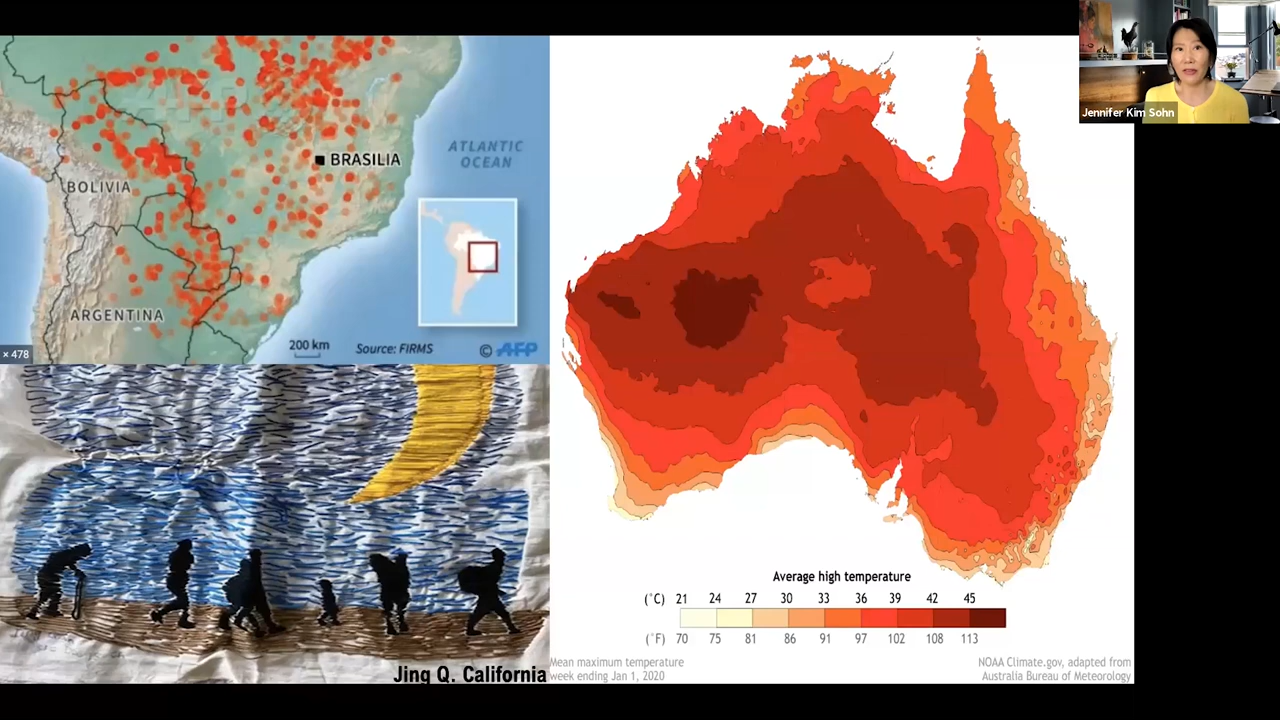 BRASILIA
ATLANTIC
OCEAN
BOLIVIA
ARGENTINA
200 km
Source: FIRMS
© AFP
× 478
Jing Q. California
Average high temperature
(°C) 21 24 27 30 33 36 39 42 45
(°F) 70 75 81 86 91 97 102 108 113
Mean maximum temperature
week ending Jan 1, 2020
NOAA Climate.gov, adapted from
Australia Bureau of Meteorology
Jennifer Kim Sohn